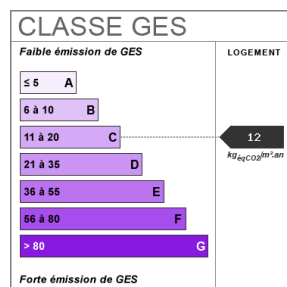 CLASSE GES
Faible émission de GES
LOGEMENT
≤ 5 A
6 à 10 B
11 à 20 C
12
kgéqCO2/m².an
21 à 35 D
36 à 55 E
56 à 80 F
> 80 G
Forte émission de GES